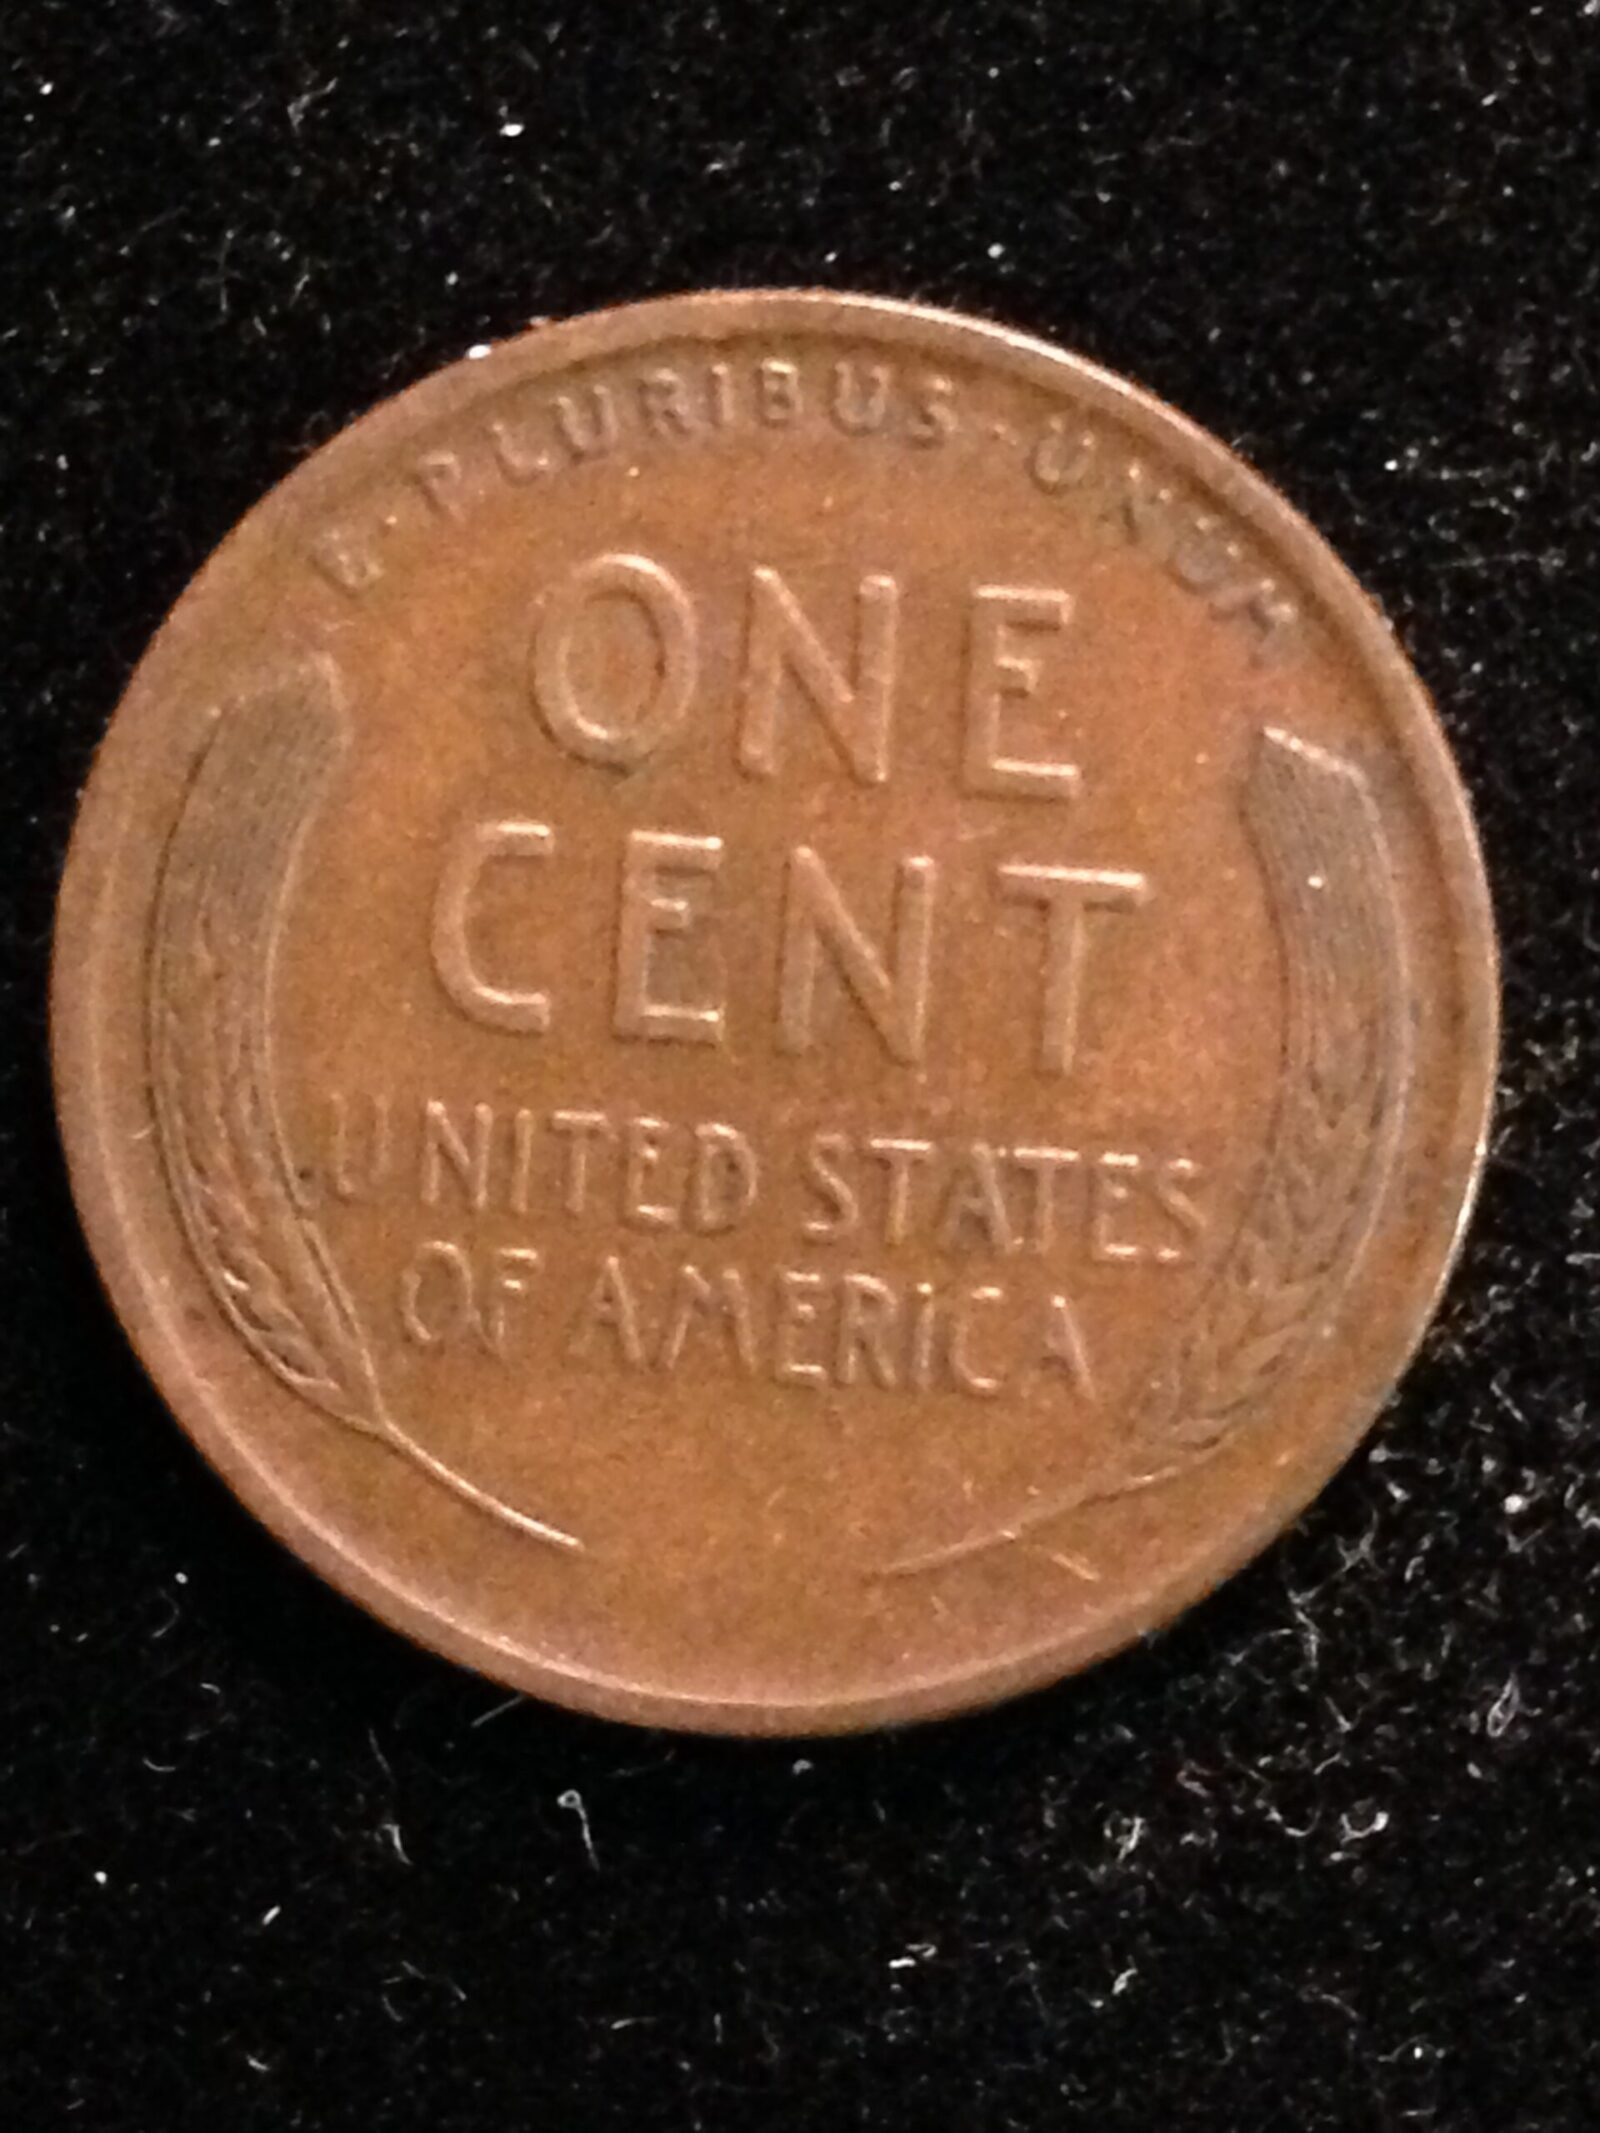 E·PLURIBUS·UNUM
ONE
CENT
UNITED STATES
OF AMERICA